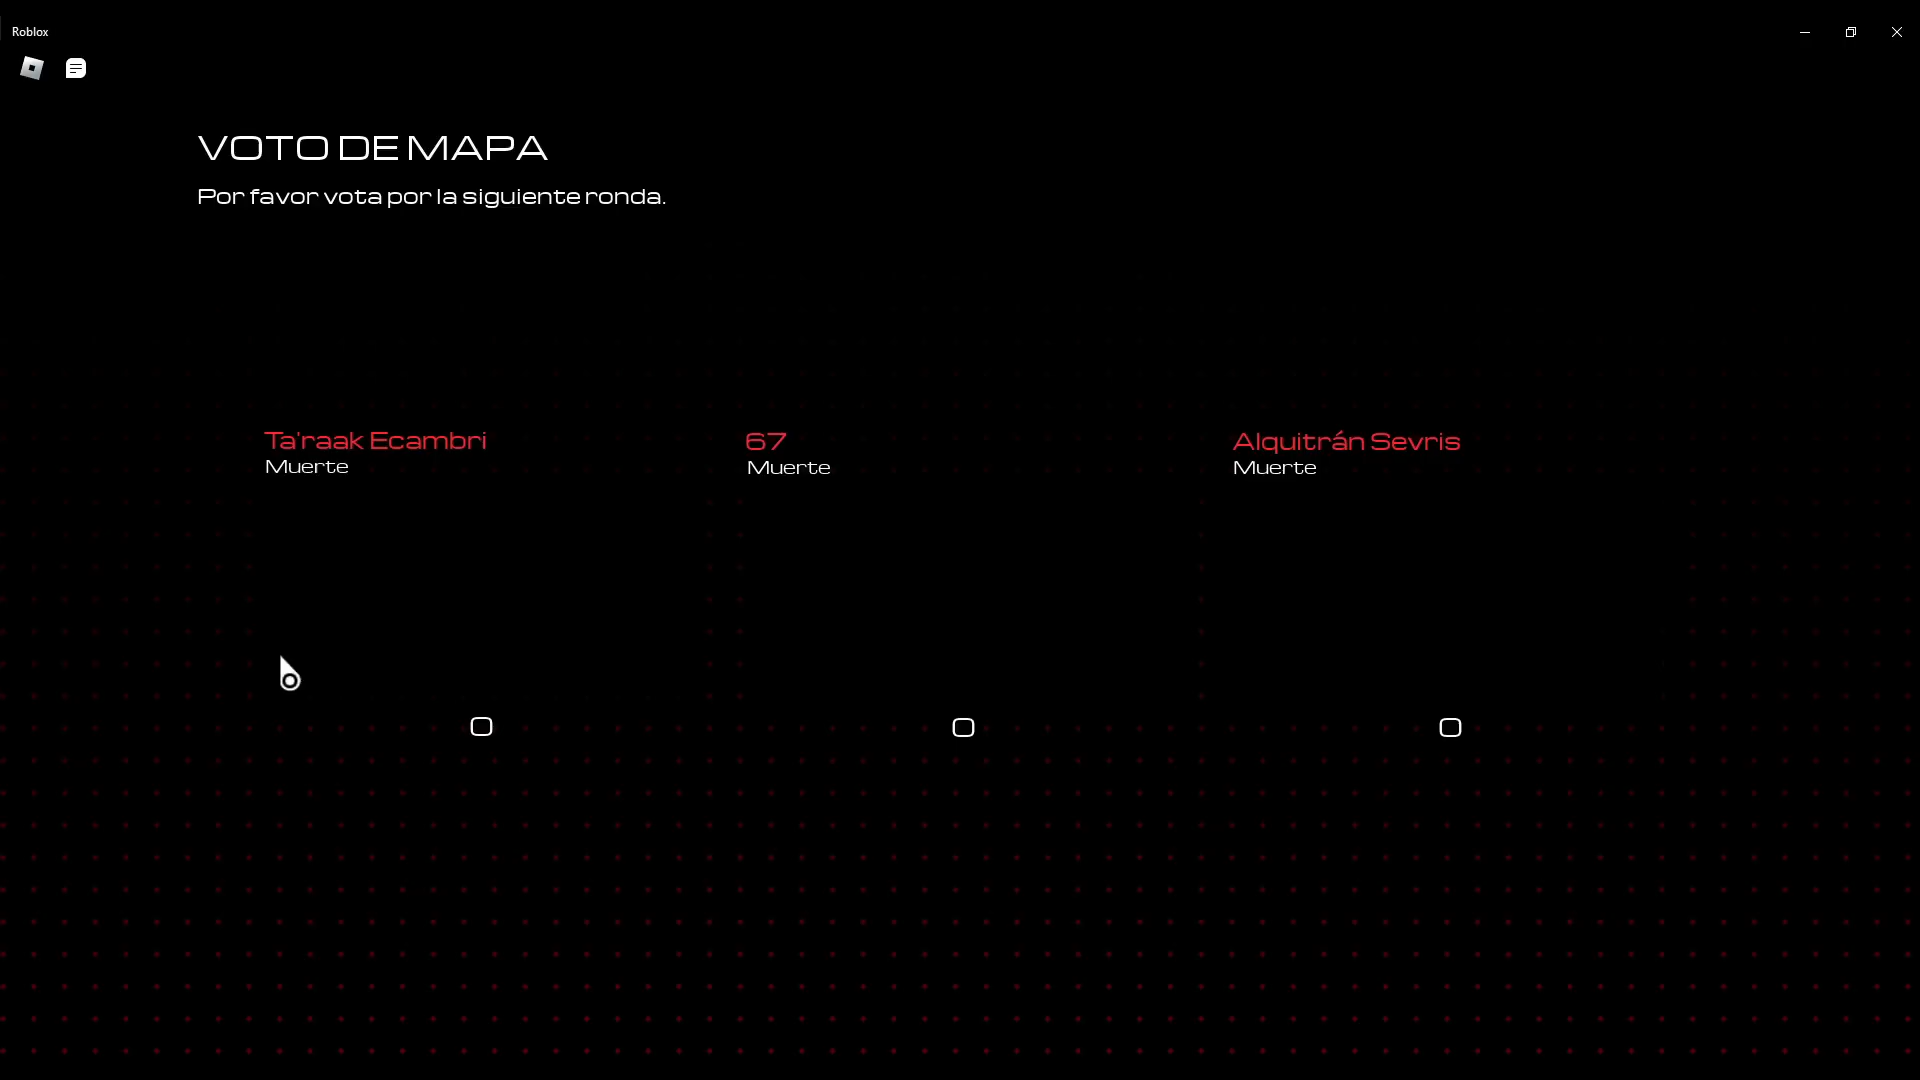 Roblox
VOTO DE MAPA
Por favor vota por la siguiente ronda.
Ta'raak Ecambri
Muerte
67
Muerte
Alquitrán Sevris
Muerte